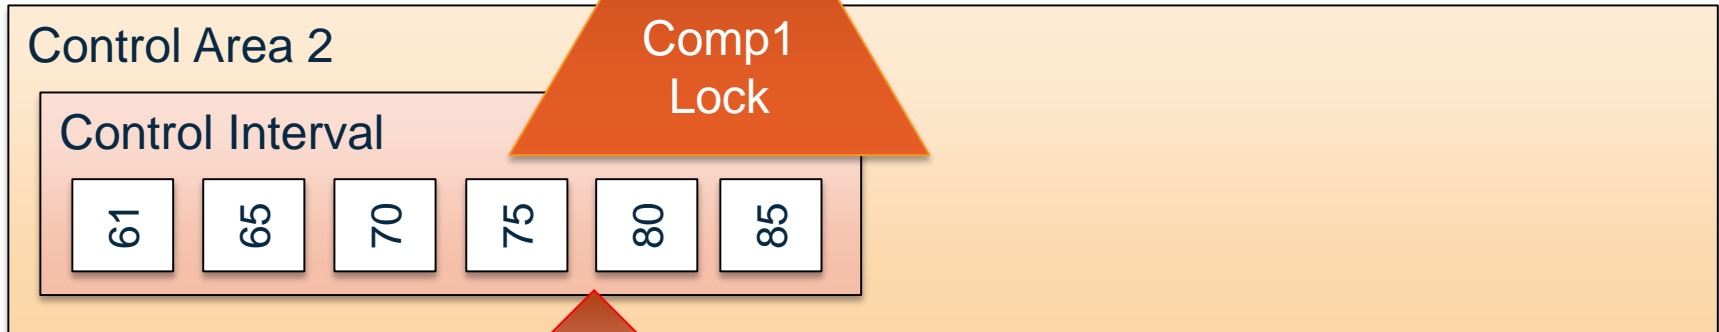 Control Area 2
Comp1
Lock
Control Interval
61 65 70 75 80 85